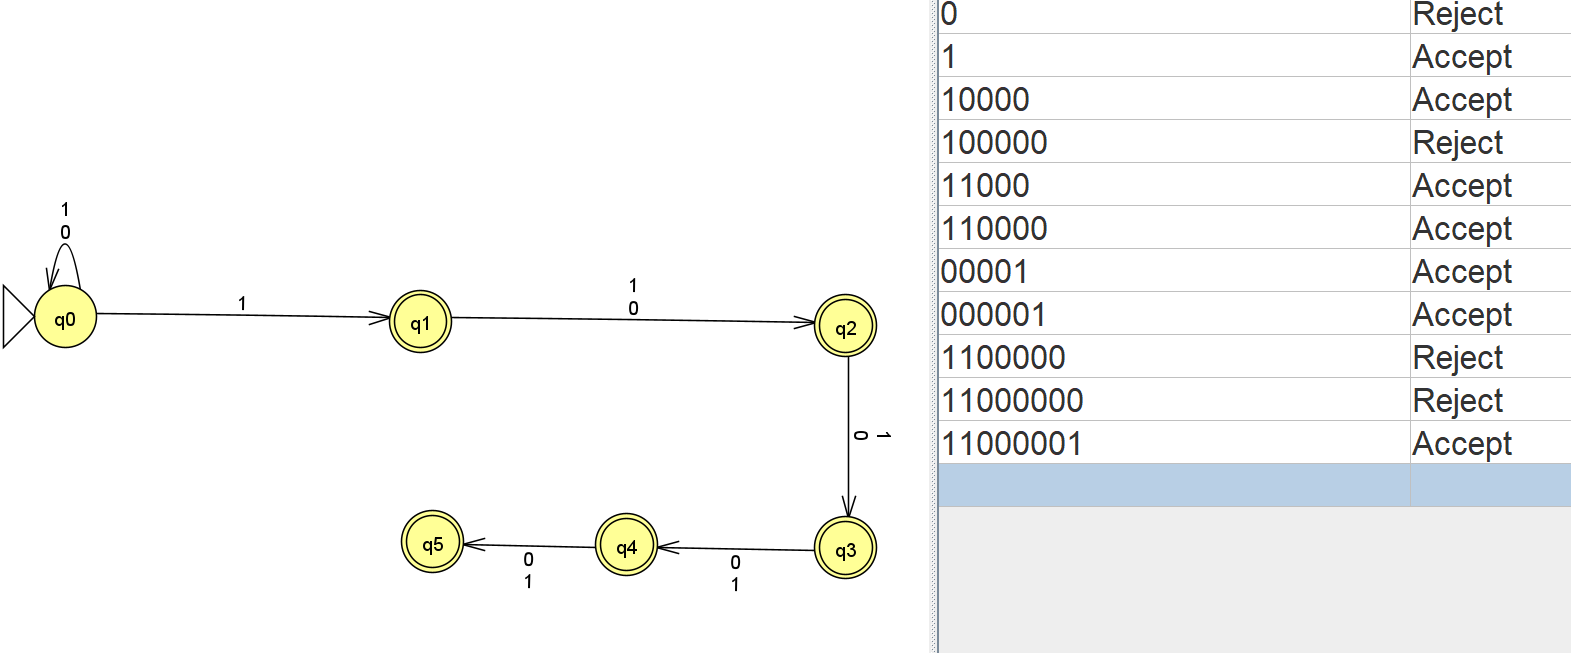 1
0
q0
1
q1
1
0
q2
1
0
q3
0
1
q4
0
1
q5
0 Reject
1 Accept
10000 Accept
100000 Reject
11000 Accept
110000 Accept
00001 Accept
000001 Accept
1100000 Reject
11000000 Reject
11000001 Accept